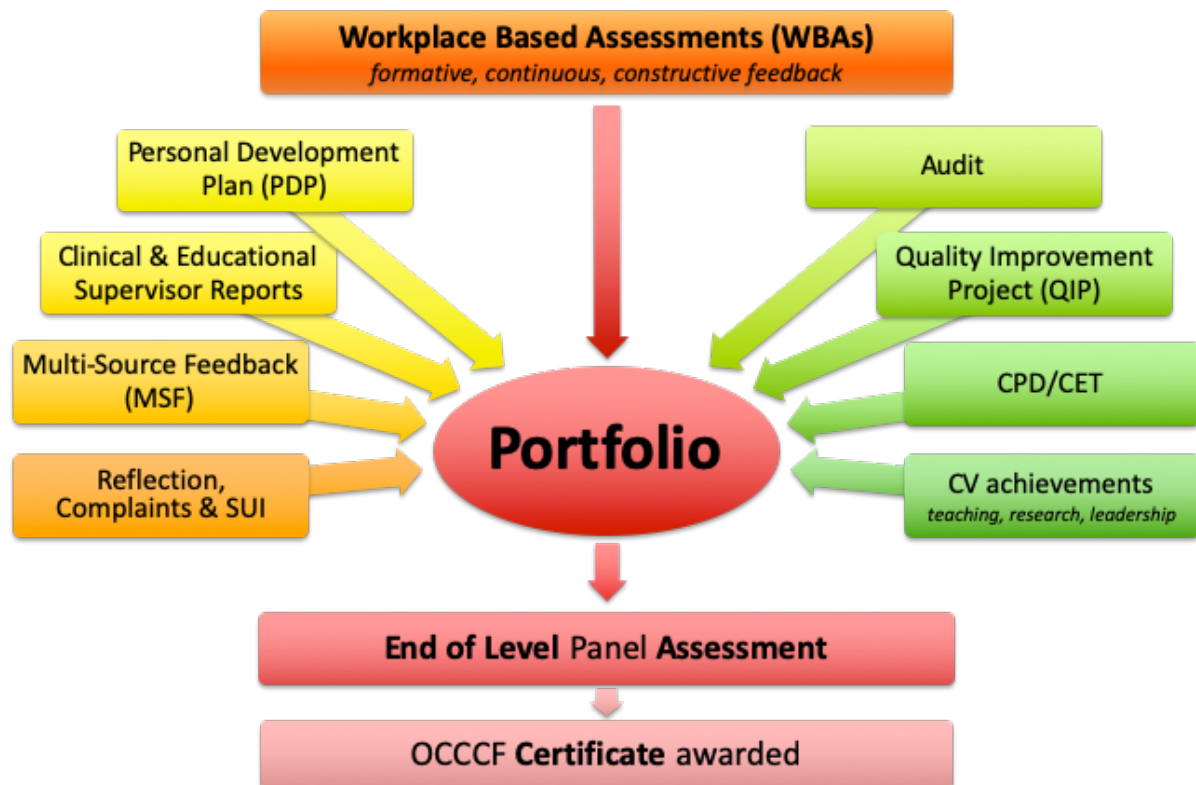 Workplace Based Assessments (WBAs)
formative, continuous, constructive feedback
Personal Development
Plan (PDP)
Clinical & Educational
Supervisor Reports
Multi-Source Feedback
(MSF)
Reflection,
Complaints & SUI
Audit
Quality Improvement
Project (QIP)
CPD/CET
CV achievements
teaching, research, leadership
Portfolio
End of Level Panel Assessment
OCCCF Certificate awarded